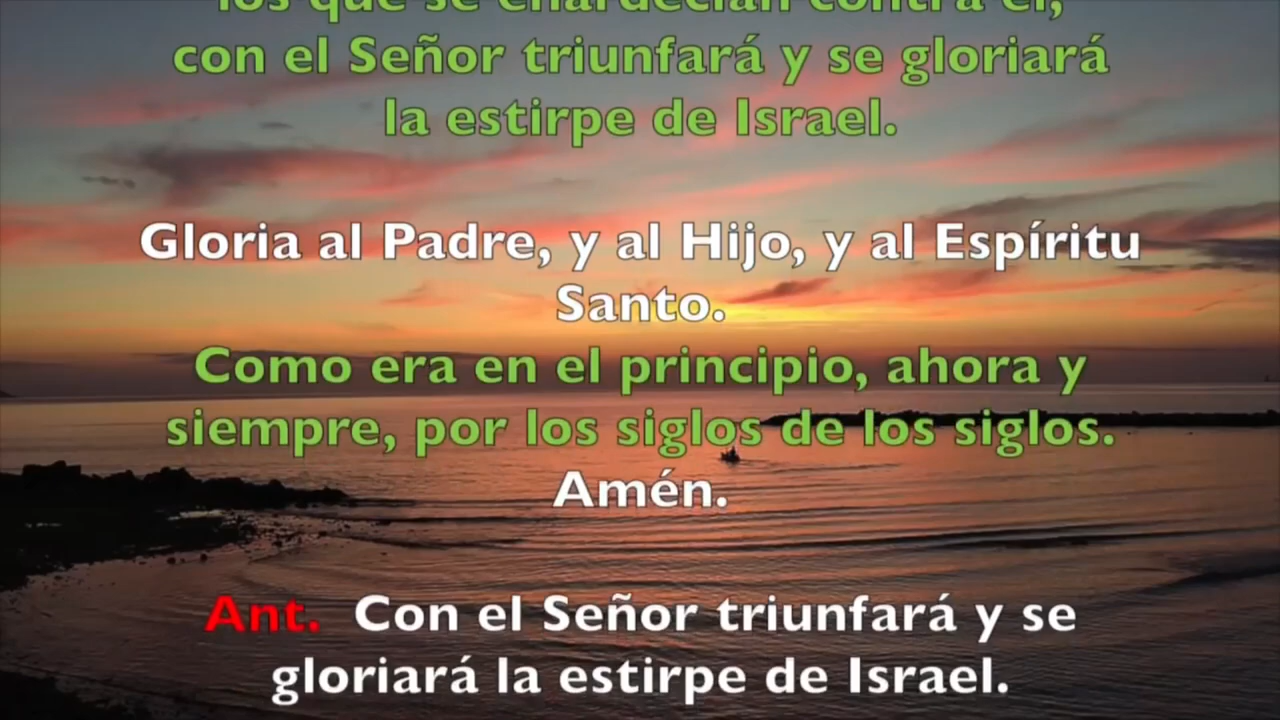 los que se enardecían contra él,
con el Señor triunfará y se gloriará
la estirpe de Israel.
Gloria al Padre, y al Hijo, y al Espíritu
Santo.
Como era en el principio, ahora y
siempre, por los siglos de los siglos.
Amén.
Ant. Con el Señor triunfará y se
gloriará la estirpe de Israel.